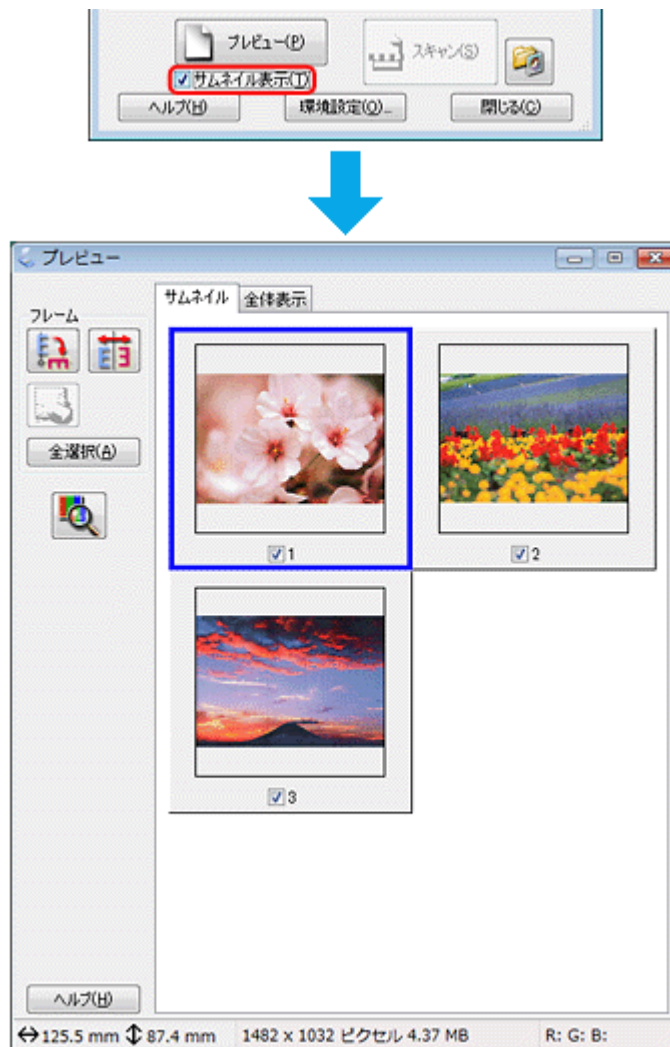 プレビュー(P)
スキャン(S)
サムネイル表示(T)
ヘルプ(H)
環境設定(O)...
閉じる(C)
プレビュー
サムネイル
全体表示
フレーム
全選択(A)
1
2
3
ヘルプ(H)
125.5 mm 87.4 mm 1482 x 1032 ピクセル 4.37 MB R: G: B: